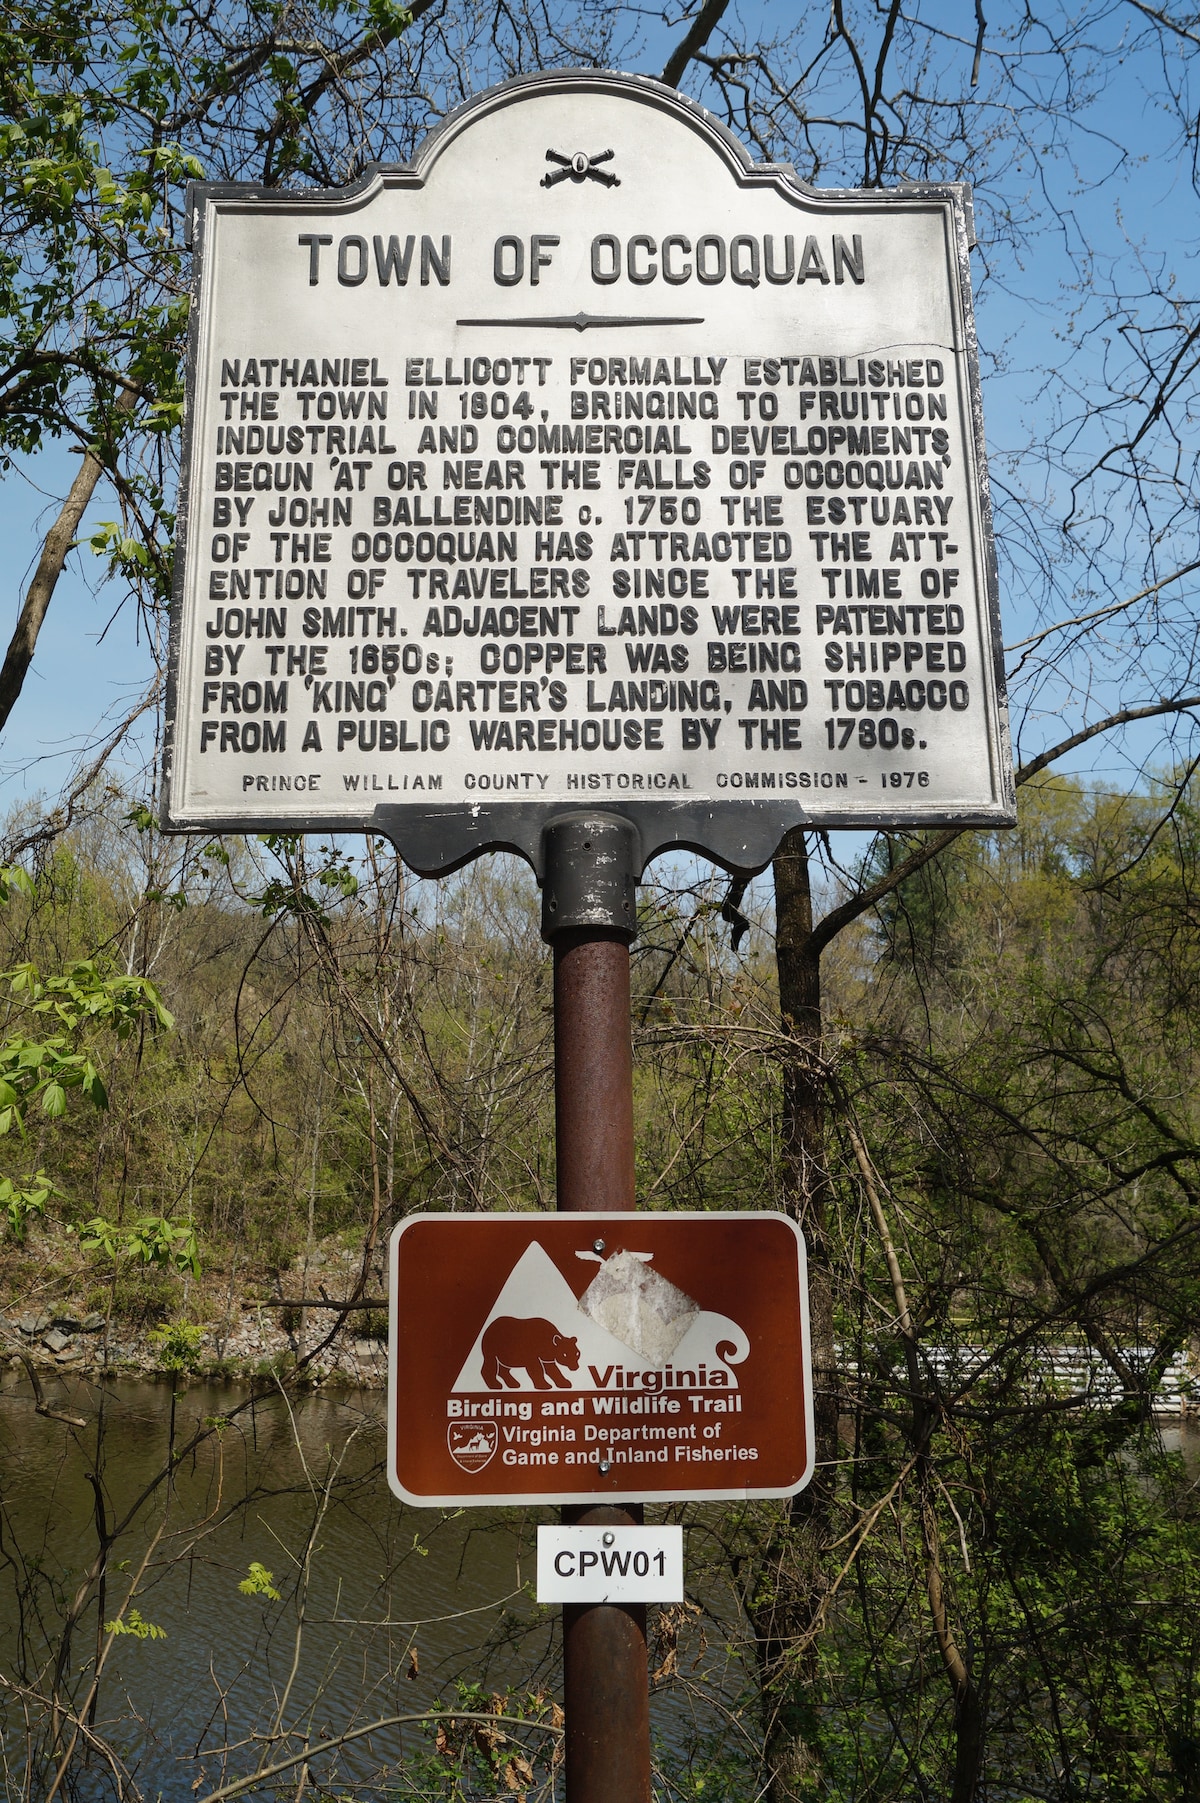 TOWN OF OCCOQUAN
NATHANIEL ELLICOTT FORMALLY ESTABLISHED
THE TOWN IN 1804, BRINGING TO FRUITION
INDUSTRIAL AND COMMERCIAL DEVELOPMENTS
BEGUN 'AT OR NEAR THE FALLS OF OCCOQUAN'
BY JOHN BALLENDINE c. 1750 THE ESTUARY
OF THE OCCOQUAN HAS ATTRACTED THE ATT-
ENTION OF TRAVELERS SINCE THE TIME OF
JOHN SMITH. ADJACENT LANDS WERE PATENTED
BY THE 1650s; COPPER WAS BEING SHIPPED
FROM 'KING' CARTER'S LANDING, AND TOBACCO
FROM A PUBLIC WAREHOUSE BY THE 1730s.
PRINCE WILLIAM COUNTY HISTORICAL COMMISSION - 1976
Virginia
Birding and Wildlife Trail
VIRGINIA
Virginia Department of
Game and Inland Fisheries
CPW01